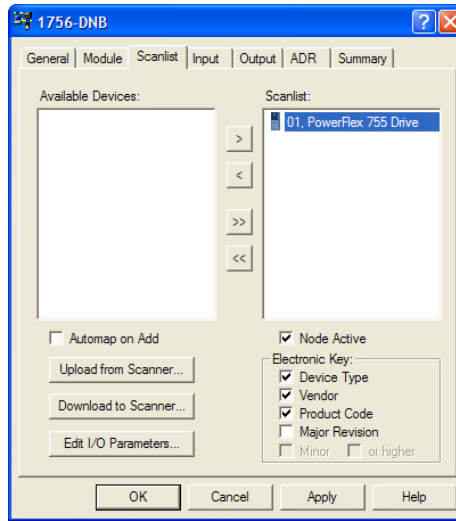 1756-DNB
General Module Scanlist Input Output ADR Summary
Available Devices: Scanlist:
01, PowerFlex 755 Drive
>
<
>>
<<
Automap on Add Node Active
Upload from Scanner...
Download to Scanner...
Edit I/O Parameters...
Electronic Key:
Device Type
Vendor
Product Code
Major Revision
Minor or higher
OK Cancel Apply Help